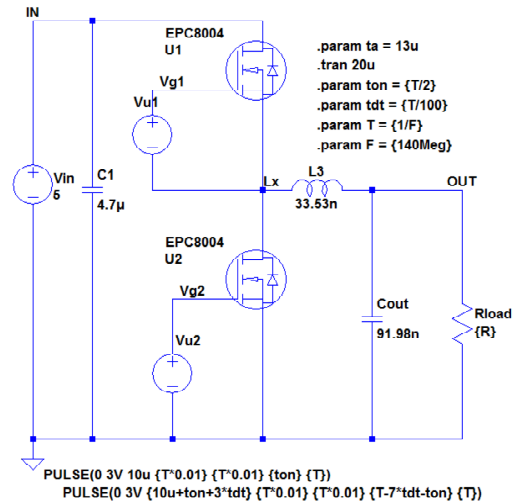 IN
EPC8004
U1
Vg1
Vu1
.param ta = 13u
.tran 20u
.param ton = {T/2}
.param tdt = {T/100}
.param T = {1/F}
.param F = {140Meg}
Vin
5
C1
4.7µ
Lx
L3
33.53n
OUT
EPC8004
U2
Vg2
Vu2
Cout
91.98n
Rload
{R}
PULSE(0 3V 10u {T*0.01} {T*0.01} {ton} {T})
PULSE(0 3V {10u+ton+3*tdt} {T*0.01} {T*0.01} {T-7*tdt-ton} {T})